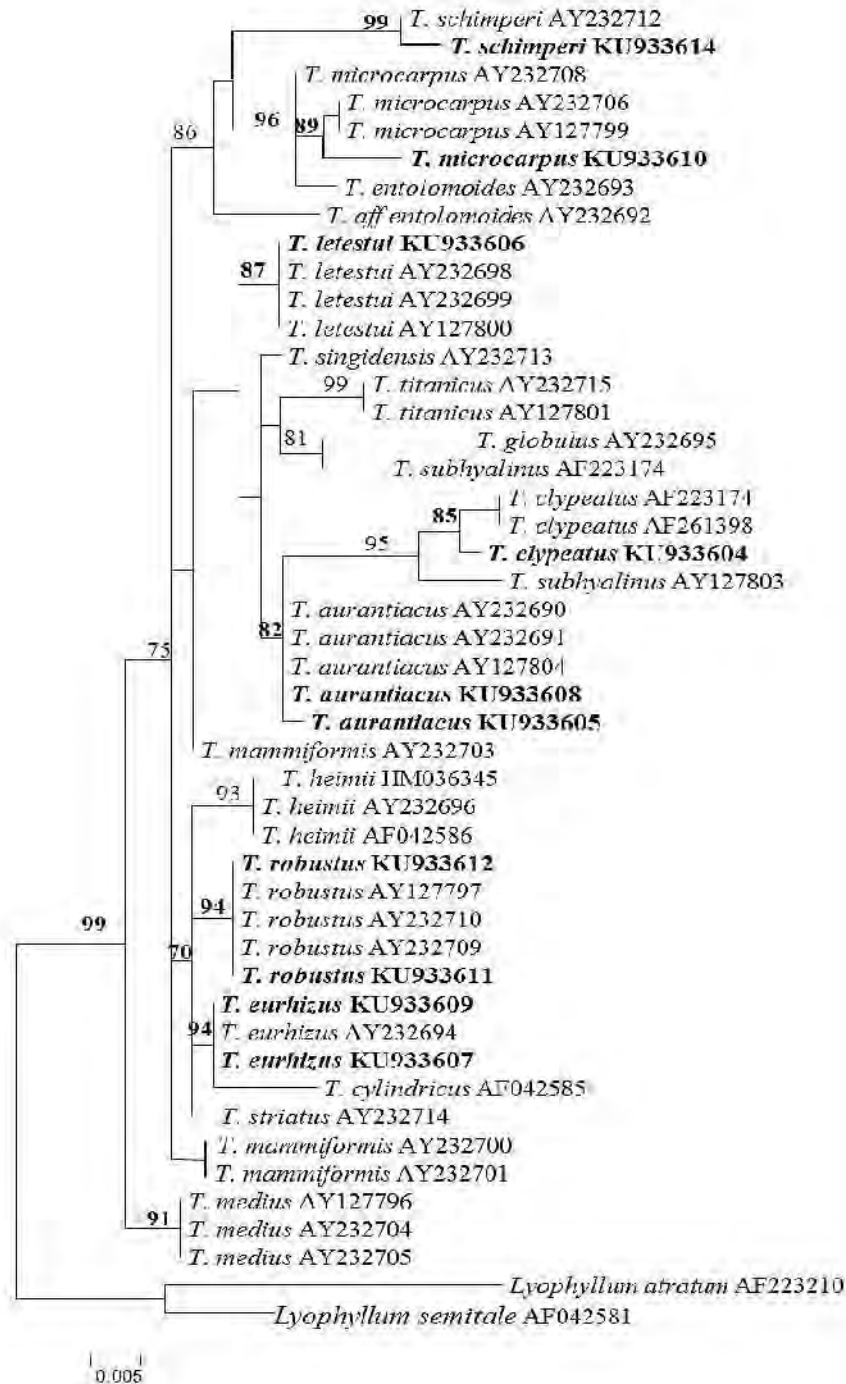 99
T. schimperi AY232712
T. schimperi KU933614
T. microcarpus AY232708
T. microcarpus AY232706
96
89
T. microcarpus AY127799
86
T. microcarpus KU933610
T. entolomoides AY232693
T. aff entolomoides AY232692
T. letestui KU933606
87
T. letestui AY232698
T. letestui AY232699
T. letestui AY127800
T. singidensis AY232713
99
T. titanicus AY232715
T. titanicus AY127801
81
T. globulus AY232695
T. subhyalinus AF223174
T. clypeatus AF223174
85
T. clypeatus AF261398
95
T. clypeatus KU933604
T. subhyalinus AY127803
T. aurantiacus AY232690
82
T. aurantiacus AY232691
75
T. aurantiacus AY127804
T. aurantiacus KU933608
T. aurantiacus KU933605
T. mammiformis AY232703
T. heimii HM036345
93
T. heimii AY232696
T. heimii AF042586
T. robustus KU933612
T. robustus AY127797
94
T. robustus AY232710
99
T. robustus AY232709
70
T. robustus KU933611
T. eurhizus KU933609
94
T. eurhizus AY232694
T. eurhizus KU933607
T. cylindricus AF042585
T. striatus AY232714
T. mammiformis AY232700
T. mammiformis AY232701
T. medius AY127796
91
T. medius AY232704
T. medius AY232705
Lyophyllum atratum AF223210
Lyophyllum semitale AF042581
0.005